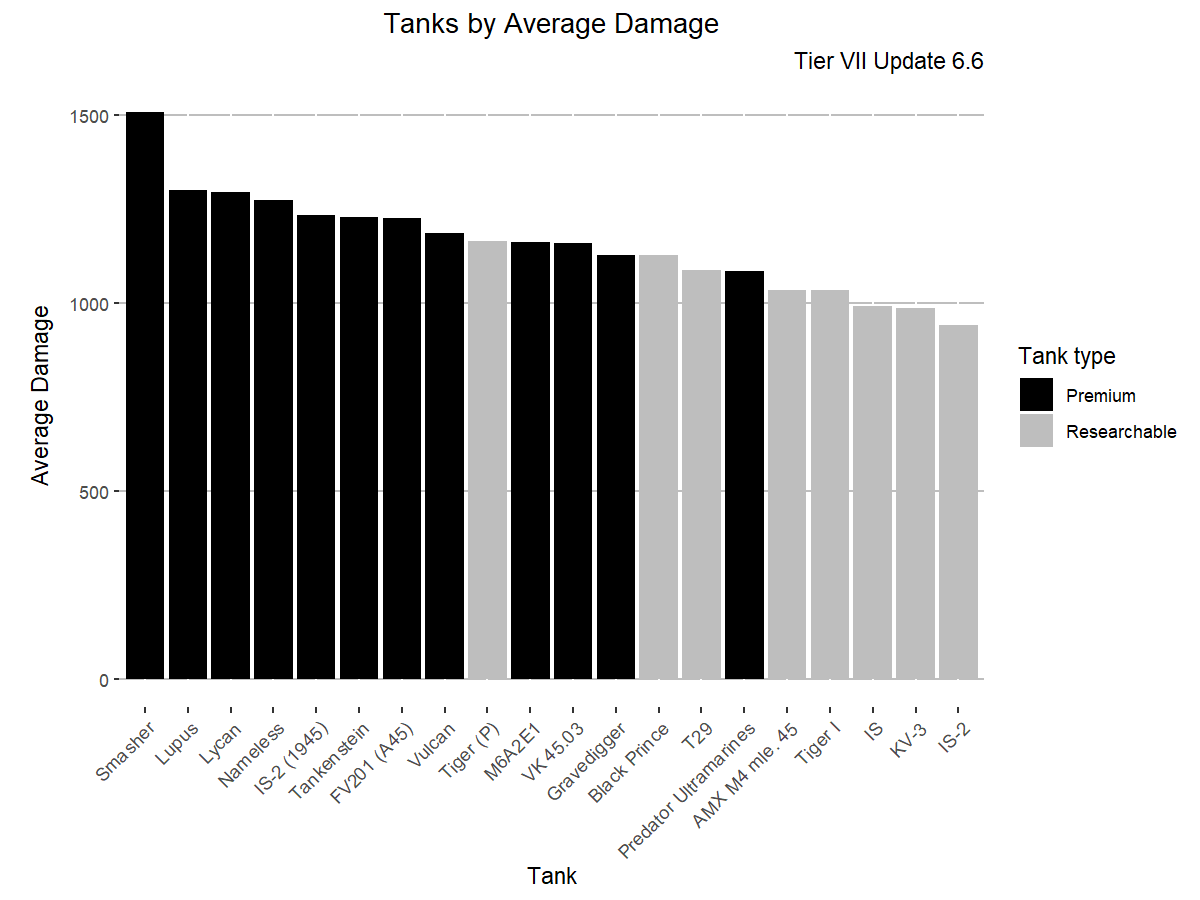 Tanks by Average Damage
Tier VII Update 6.6
Average Damage
1500
1000
500
0
Smasher
Lupus
Lycan
Nameless
IS-2 (1945)
Tankenstein
FV201 (A45)
Vulcan
Tiger (P)
M6A2E1
VK 45.03
Gravedigger
Black Prince
T29
Predator Ultramarines
AMX M4 mle. 45
Tiger I
IS
KV-3
IS-2
Tank
Tank type
Premium
Researchable